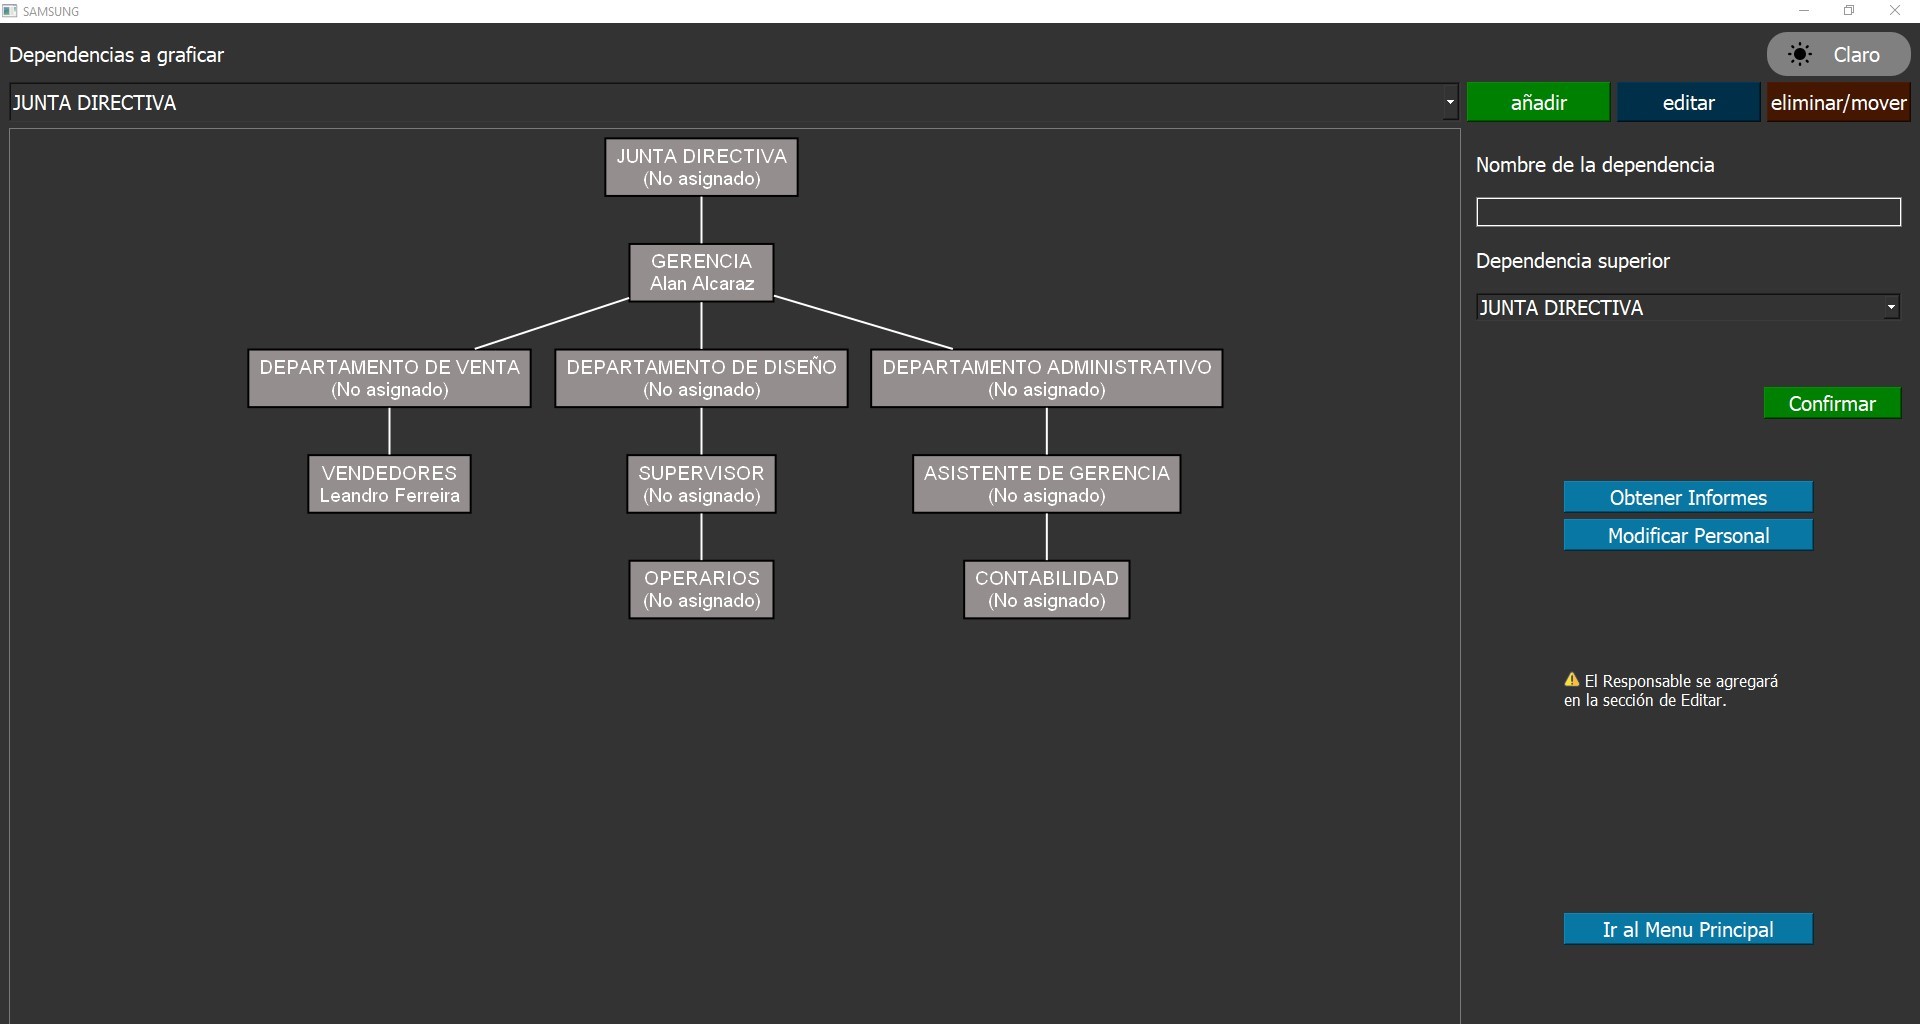 SAMSUNG
Dependencias a graficar
Claro
JUNTA DIRECTIVA
añadir
editar
eliminar/mover
JUNTA DIRECTIVA
(No asignado)
GERENCIA
Alan Alcaraz
DEPARTAMENTO DE VENTA
(No asignado)
DEPARTAMENTO DE DISEÑO
(No asignado)
DEPARTAMENTO ADMINISTRATIVO
(No asignado)
VENDEDORES
Leandro Ferreira
SUPERVISOR
(No asignado)
ASISTENTE DE GERENCIA
(No asignado)
OPERARIOS
(No asignado)
CONTABILIDAD
(No asignado)
Nombre de la dependencia
Dependencia superior
JUNTA DIRECTIVA
Confirmar
Obtener Informes
Modificar Personal
⚠ El Responsable se agregará
en la sección de Editar.
Ir al Menu Principal